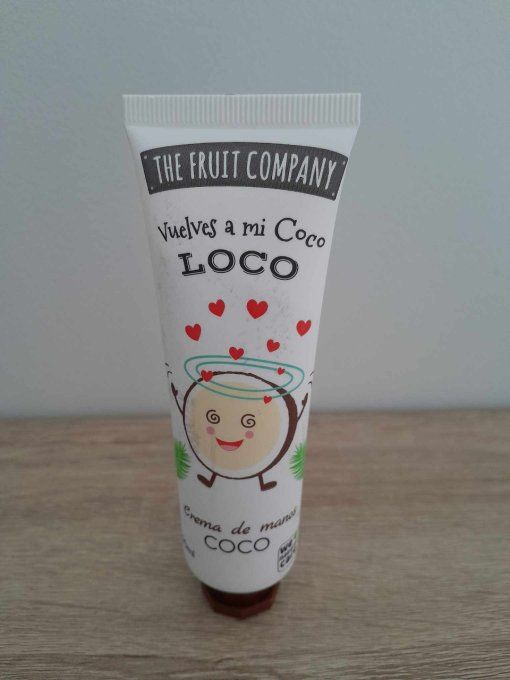 THE FRUIT COMPANY
Vuelves a mi Coco
LOCO
Crema de manos
COCO